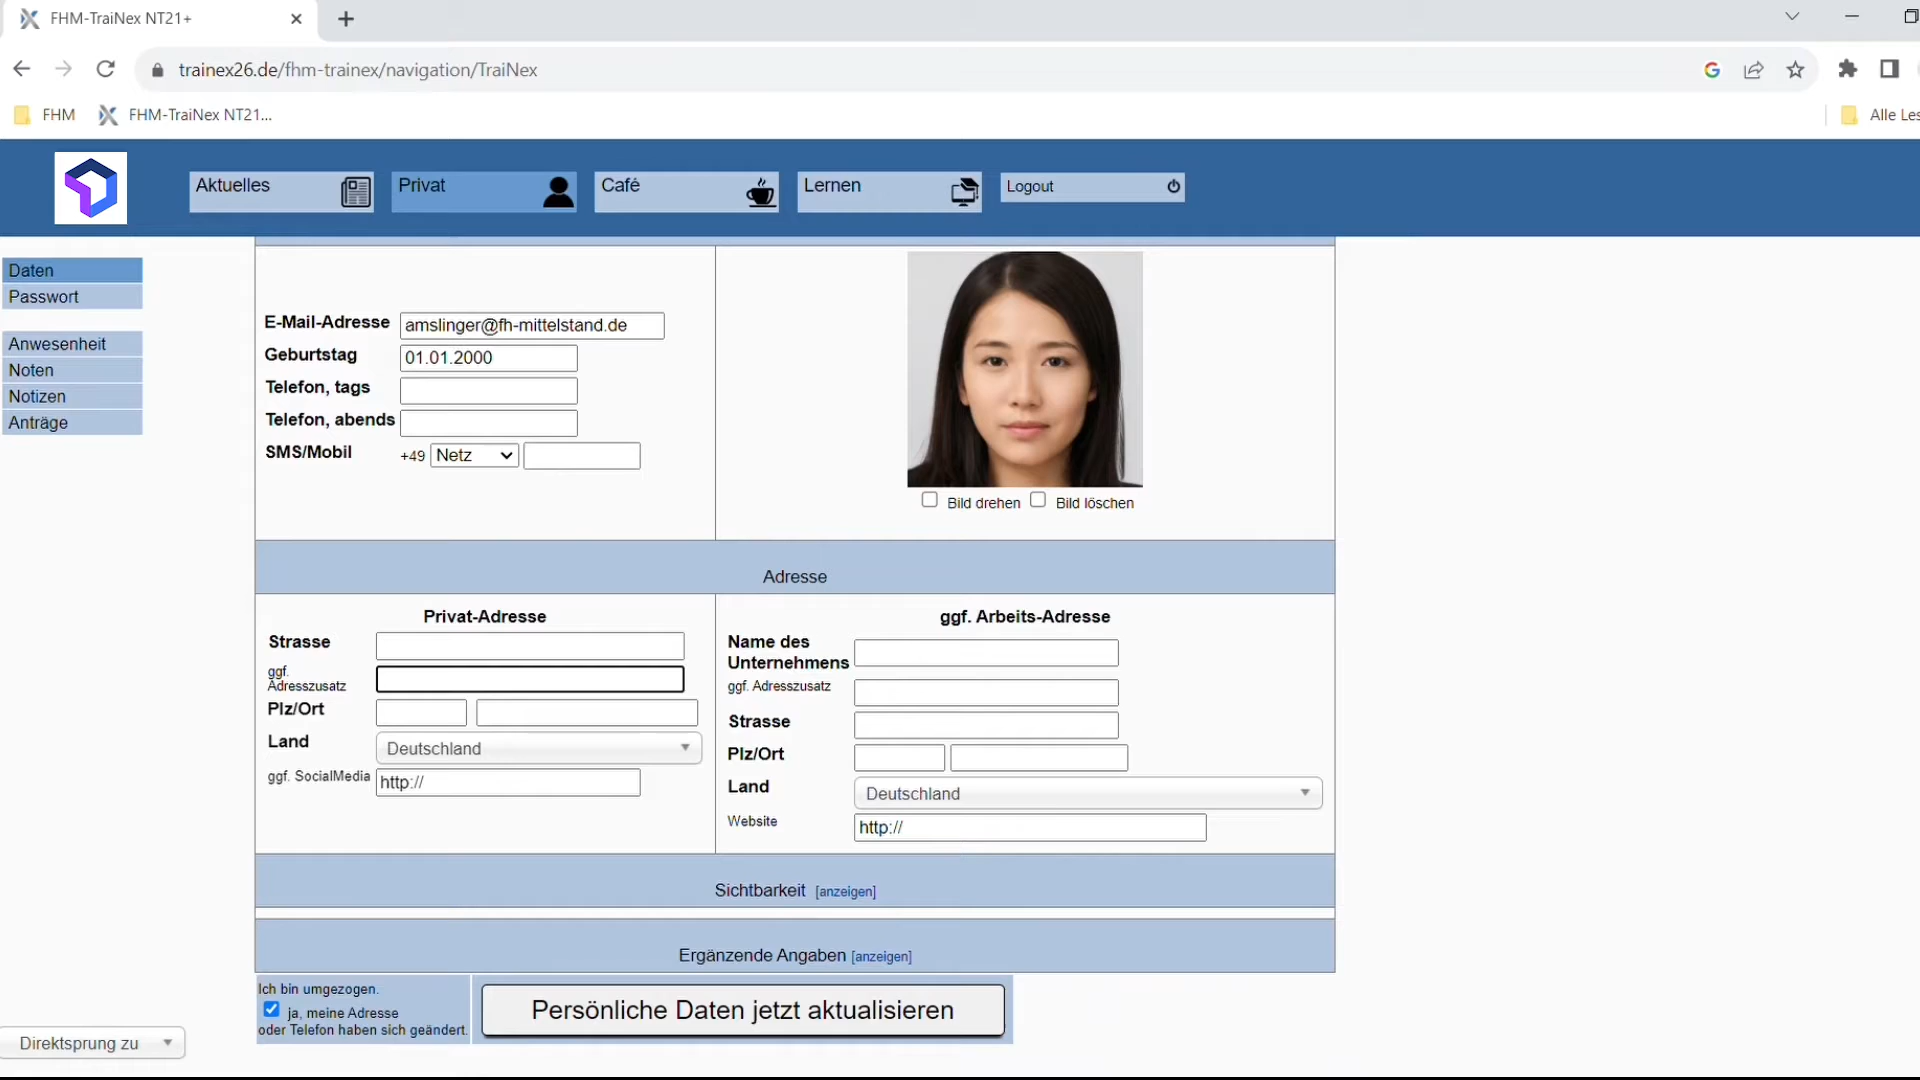 FHM-TraiNex NT21+
trainex26.de/fhm-trainex/navigation/TraiNex
FHM FHM-TraiNex NT21... Alle Les
Aktuelles Privat Café Lernen Logout
Daten
Passwort
Anwesenheit
Noten
Notizen
Anträge
E-Mail-Adresse amslinger@fh-mittelstand.de
Geburtstag 01.01.2000
Telefon, tags
Telefon, abends
SMS/Mobil +49 Netz
Bild drehen Bild löschen
Adresse
Privat-Adresse
Strasse
ggf.
Adresszusatz
Plz/Ort
Land Deutschland
ggf. SocialMedia http://
ggf. Arbeits-Adresse
Name des
Unternehmens
ggf. Adresszusatz
Strasse
Plz/Ort
Land Deutschland
Website http://
Sichtbarkeit [anzeigen]
Ergänzende Angaben [anzeigen]
Ich bin umgezogen.
ja, meine Adresse
oder Telefon haben sich geändert.
Persönliche Daten jetzt aktualisieren
Direktsprung zu